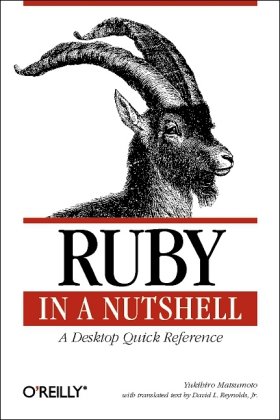 RUBY
IN A NUTSHELL
A Desktop Quick Reference
Yukihiro Matsumoto
with translated text by David L. Reynolds, Jr.
O'REILLY®